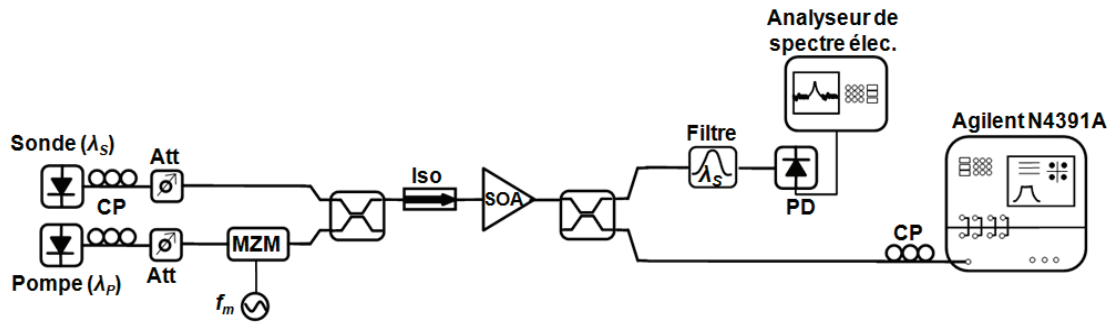 Analyseur de
spectre élec.
Agilent N4391A
Sonde (λS)
Att
Filtre
λS
Iso
SOA
CP
PD
MZM
CP
Att
Pompe (λP)
fm